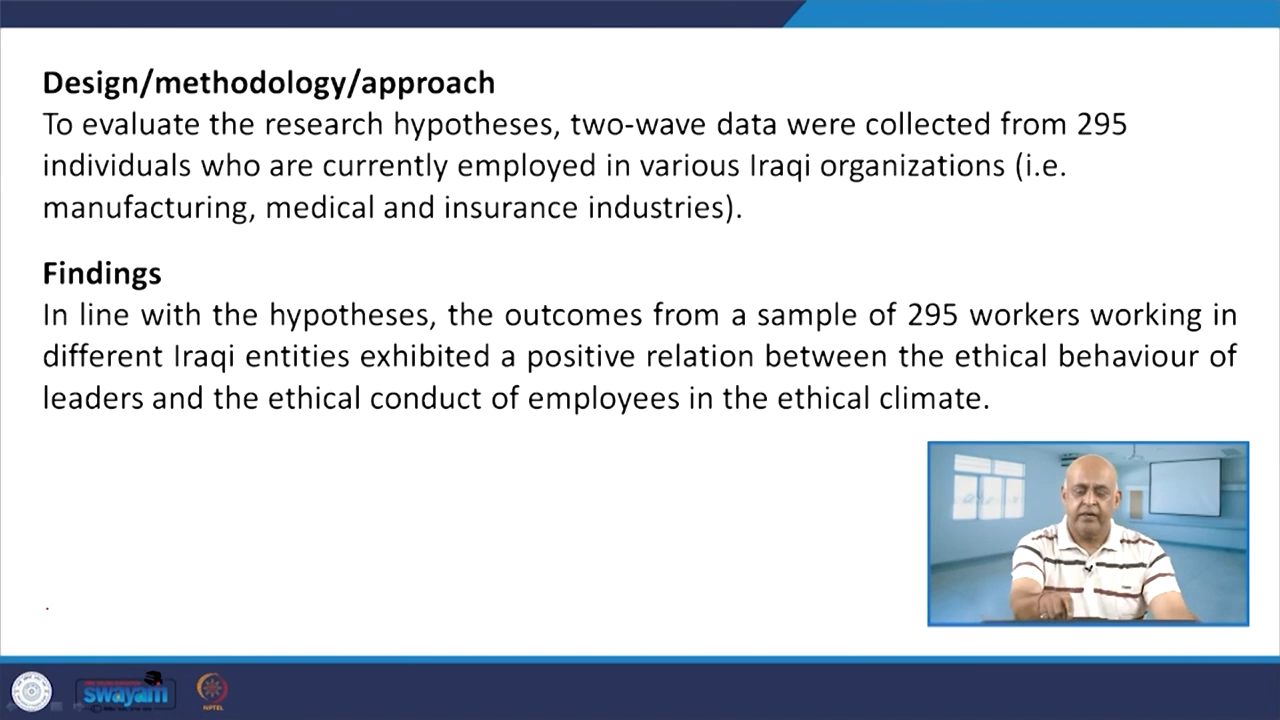 Design/methodology/approach
To evaluate the research hypotheses, two-wave data were collected from 295
individuals who are currently employed in various Iraqi organizations (i.e.
manufacturing, medical and insurance industries).
Findings
In line with the hypotheses, the outcomes from a sample of 295 workers working in
different Iraqi entities exhibited a positive relation between the ethical behaviour of
leaders and the ethical conduct of employees in the ethical climate.
swayam
NPTEL